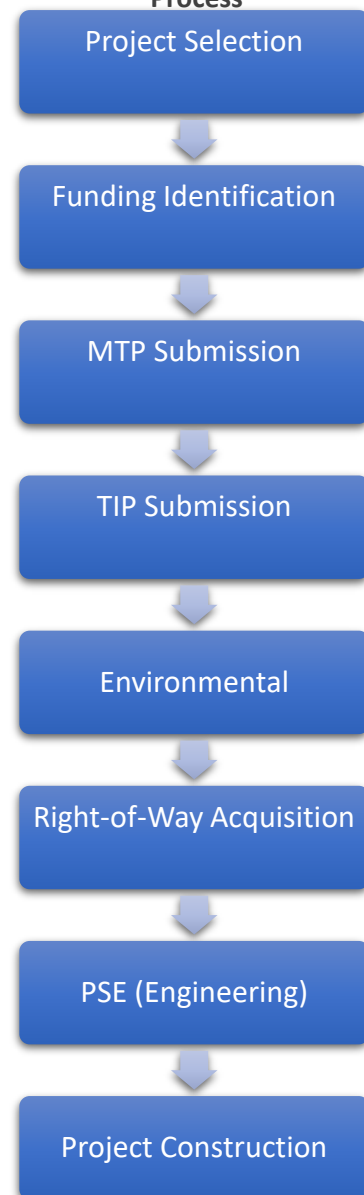 Process
Project Selection
Funding Identification
MTP Submission
TIP Submission
Environmental
Right-of-Way Acquisition
PSE (Engineering)
Project Construction